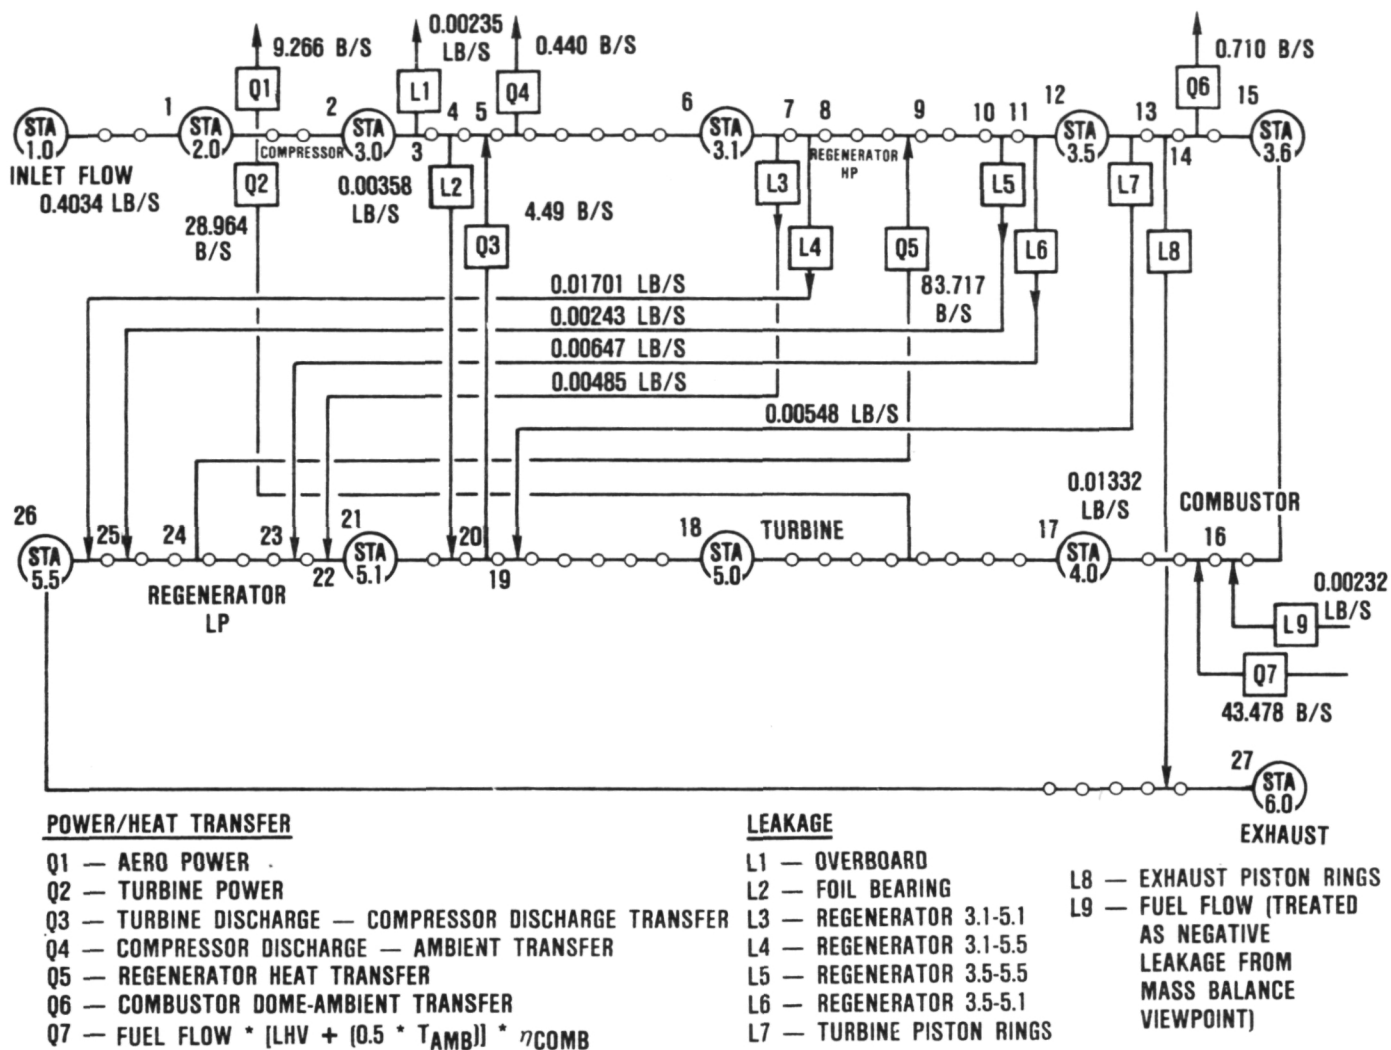 0.00235
LB/S
9.266 B/S
0.440 B/S
0.710 B/S
Q1
L1
Q4
Q6
1
2
4
5
6
7
8
9
10
11
12
13
15
STA
1.0
STA
2.0
COMPRESSOR
STA
3.0
3
STA
3.1
REGENERATOR
HP
STA
3.5
14
STA
3.6
INLET FLOW
0.4034 LB/S
Q2
0.00358
LB/S
L2
L3
L5
L7
28.964
B/S
Q3
4.49 B/S
L4
Q5
L6
L8
0.01701 LB/S
83.717
B/S
0.00243 LB/S
0.00647 LB/S
0.00485 LB/S
0.00548 LB/S
0.01332
LB/S
COMBUSTOR
26
25
24
23
21
20
18
TURBINE
17
16
STA
5.5
22
STA
5.1
19
STA
5.0
STA
4.0
REGENERATOR
LP
0.00232
LB/S
L9
Q7
43.478 B/S
27
STA
6.0
EXHAUST
POWER/HEAT TRANSFER
Q1 — AERO POWER
Q2 — TURBINE POWER
Q3 — TURBINE DISCHARGE — COMPRESSOR DISCHARGE TRANSFER
Q4 — COMPRESSOR DISCHARGE — AMBIENT TRANSFER
Q5 — REGENERATOR HEAT TRANSFER
Q6 — COMBUSTOR DOME-AMBIENT TRANSFER
Q7 — FUEL FLOW * [LHV + (0.5 * TAMB)] * ηCOMB
LEAKAGE
L1 — OVERBOARD
L2 — FOIL BEARING
L3 — REGENERATOR 3.1-5.1
L4 — REGENERATOR 3.1-5.5
L5 — REGENERATOR 3.5-5.5
L6 — REGENERATOR 3.5-5.1
L7 — TURBINE PISTON RINGS
L8 — EXHAUST PISTON RINGS
L9 — FUEL FLOW (TREATED
AS NEGATIVE
LEAKAGE FROM
MASS BALANCE
VIEWPOINT)